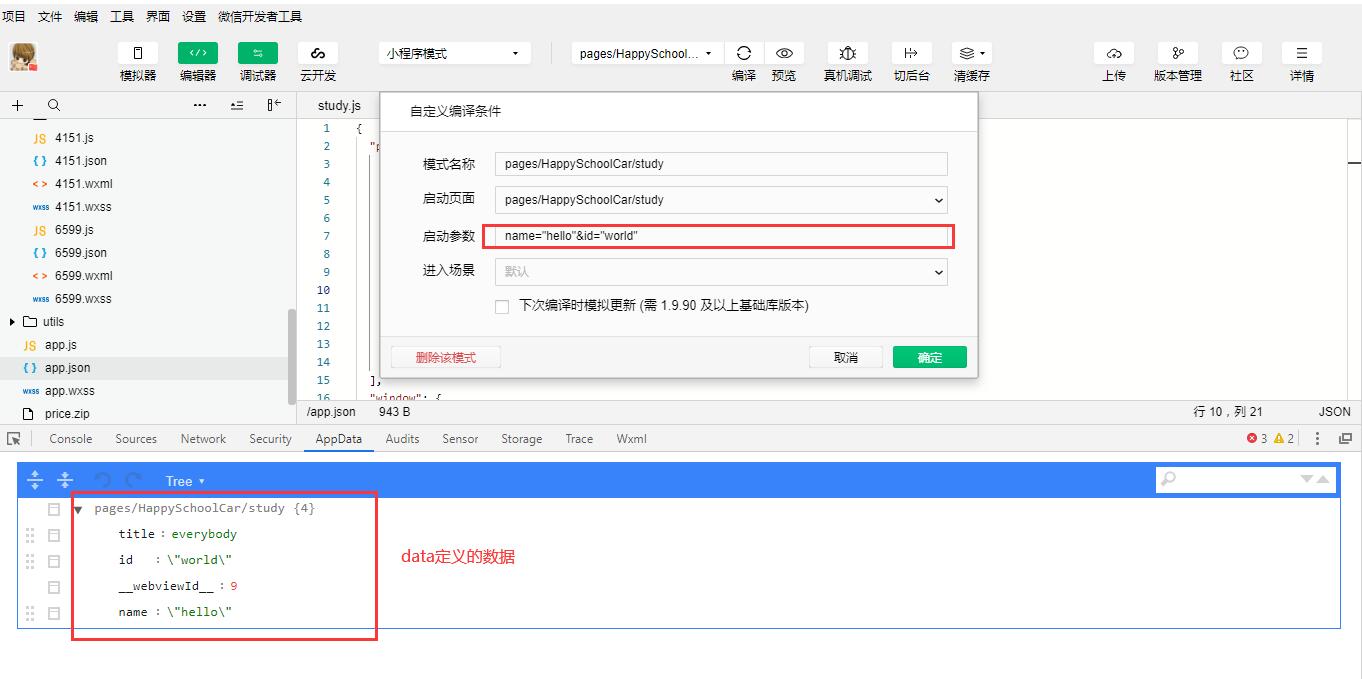 项目 文件 编辑 工具 界面 设置 微信开发者工具
小程序模式 pages/HappySchool...
模拟器 编辑器 调试器 云开发 编译 预览 真机调试 切后台 清缓存 上传 版本管理 社区 详情
study.js
自定义编译条件
JS 4151.js
{ } 4151.json
< > 4151.wxml
wxss 4151.wxss
JS 6599.js
{ } 6599.json
< > 6599.wxml
wxss 6599.wxss
utils
JS app.js
{ } app.json
wxss app.wxss
price.zip
1 {
2
3
4
5
6
7
8
9
10
11
12
13
14
15 ],
16 "window": {
模式名称 pages/HappySchoolCar/study
启动页面 pages/HappySchoolCar/study
启动参数 name="hello"&id="world"
进入场景 默认
下次编译时模拟更新 (需 1.9.90 及以上基础库版本)
删除该模式 取消 确定
/app.json 943 B 行 10，列 21 JSON
Console Sources Network Security AppData Audits Sensor Storage Trace Wxml 3 2
Tree
pages/HappySchoolCar/study {4}
title : everybody
id : \"world\"
__webviewId__ : 9
name : \"hello\"
data定义的数据